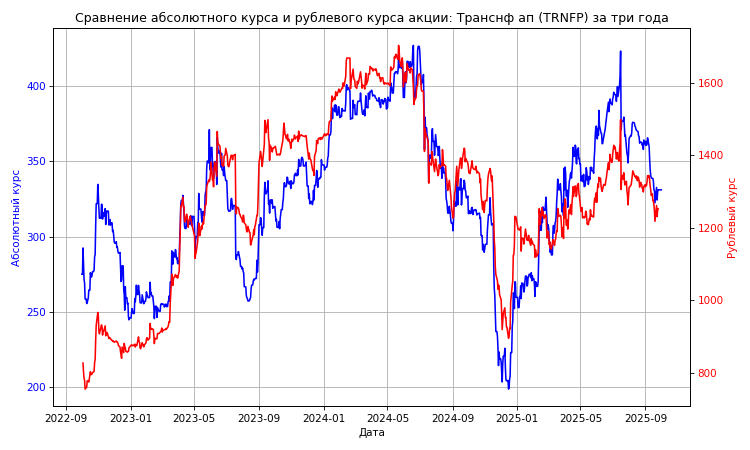 Сравнение абсолютного курса и рублевого курса акции: Транснф ап (TRNFP) за три года
Абсолютный курс
400
350
300
250
200
1600
1400
1200
1000
800
Рублевый курс
2022-09 2023-01 2023-05 2023-09 2024-01 2024-05 2024-09 2025-01 2025-05 2025-09
Дата